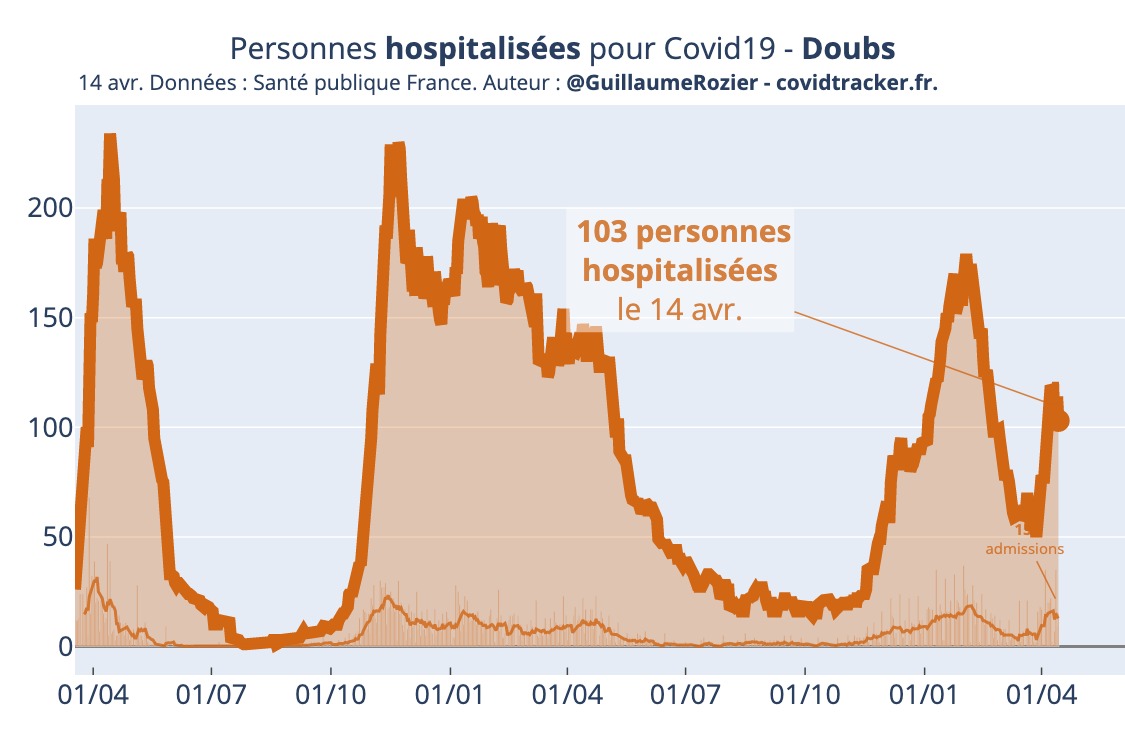 Personnes hospitalisées pour Covid19 - Doubs
14 avr. Données : Santé publique France. Auteur : @GuillaumeRozier - covidtracker.fr.
200
150
100
50
0
103 personnes
hospitalisées
le 14 avr.
admissions
01/04 01/07 01/10 01/01 01/04 01/07 01/10 01/01 01/04